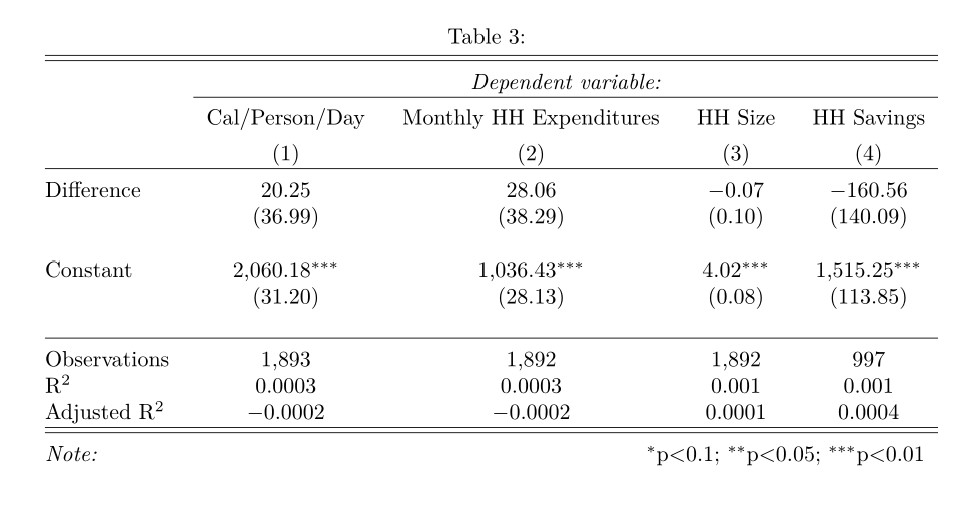 Table 3:
Dependent variable:
Cal/Person/Day Monthly HH Expenditures HH Size HH Savings
(1) (2) (3) (4)
Difference 20.25 28.06 −0.07 −160.56
(36.99) (38.29) (0.10) (140.09)
Constant 2,060.18*** 1,036.43*** 4.02*** 1,515.25***
(31.20) (28.13) (0.08) (113.85)
Observations 1,893 1,892 1,892 997
R² 0.0003 0.0003 0.001 0.001
Adjusted R² −0.0002 −0.0002 0.0001 0.0004
Note: *p<0.1; **p<0.05; ***p<0.01